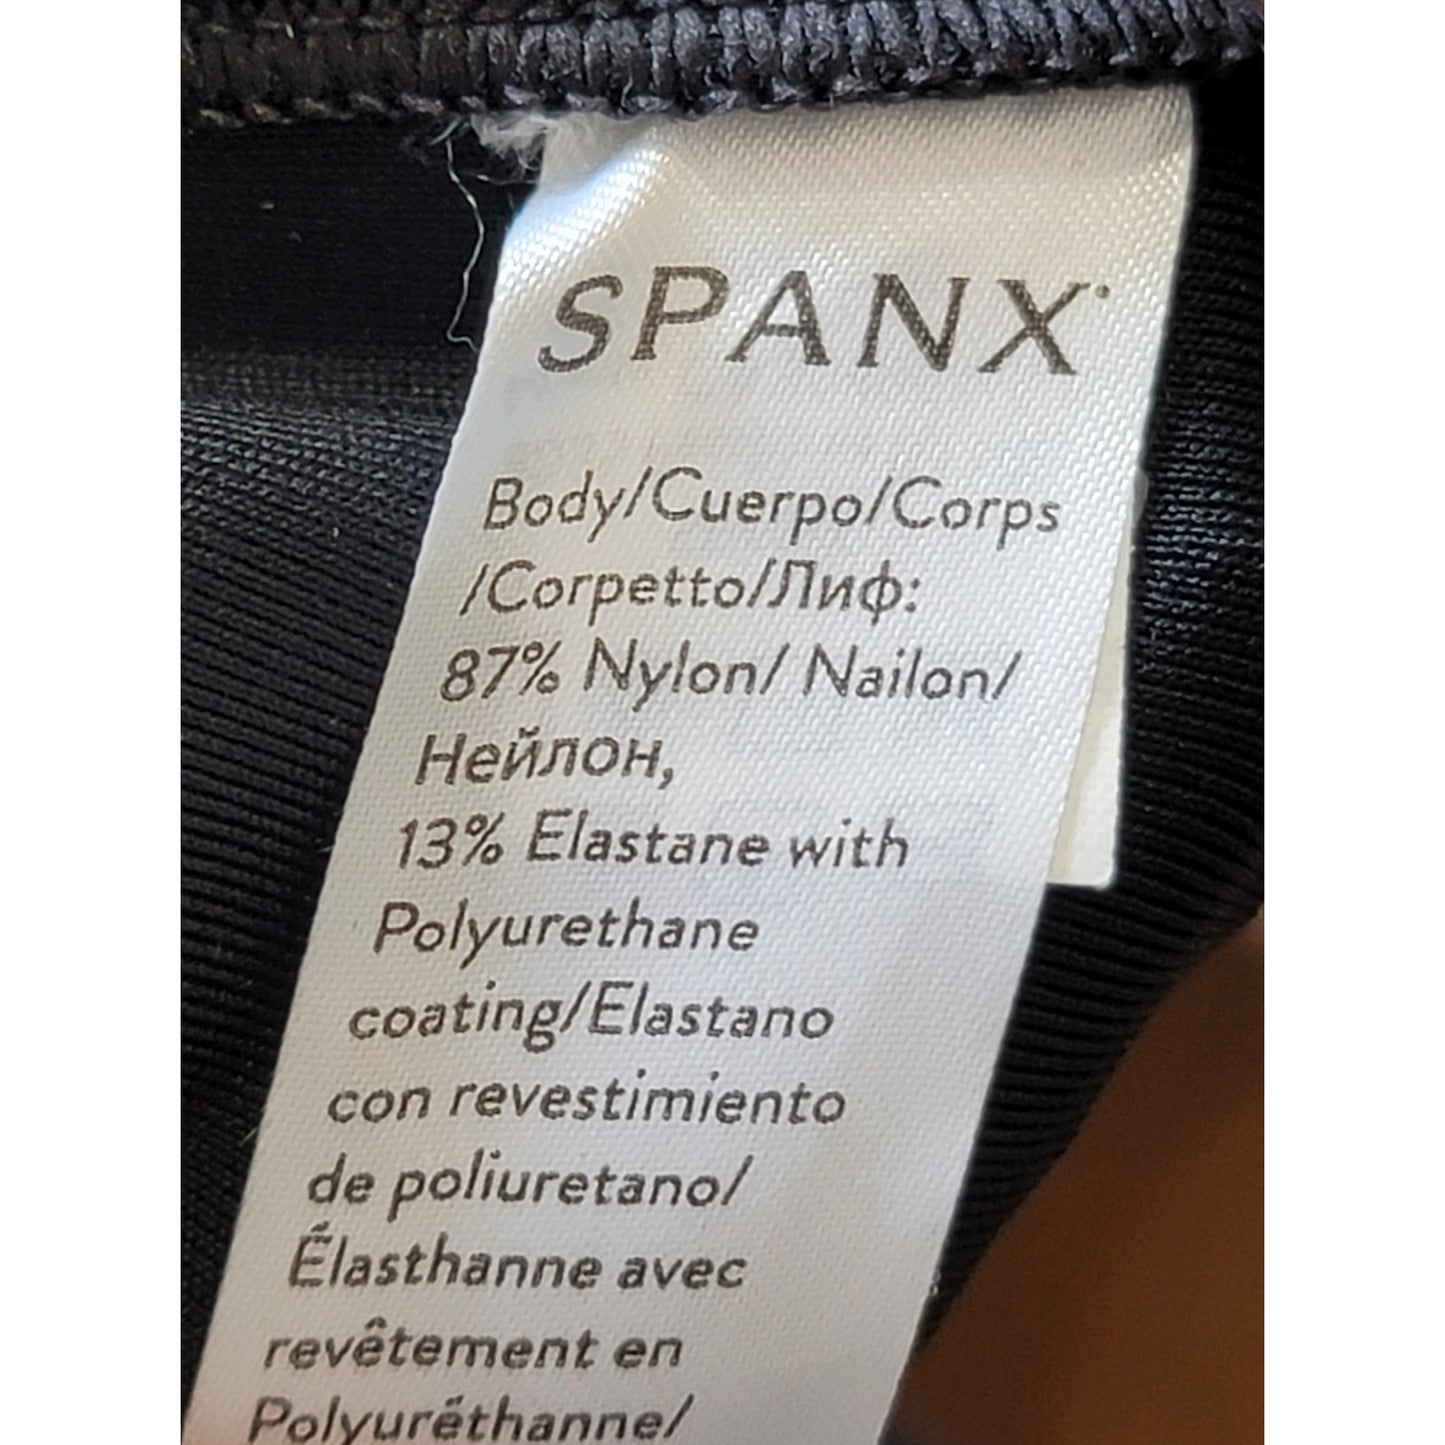 SPANX
Body/Cuerpo/Corps
/Corpetto/Лиф:
87% Nylon/ Nailon/
Нейлон,
13% Elastane with
Polyurethane
coating/Elastano
con revestimiento
de poliuretano/
Élasthanne avec
revêtement en
Polyuréthanne/